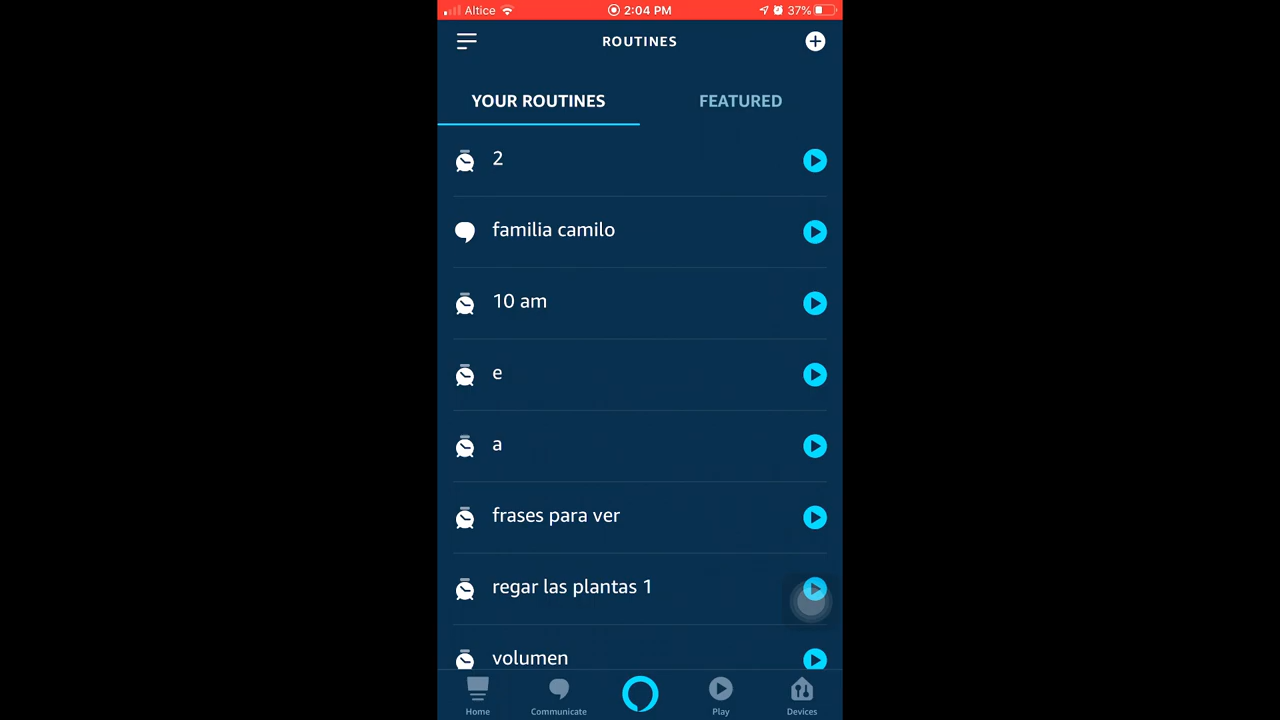 Altice 2:04 PM 37%
ROUTINES
YOUR ROUTINES FEATURED
2
familia camilo
10 am
e
a
frases para ver
regar las plantas 1
volumen
Home Communicate Play Devices